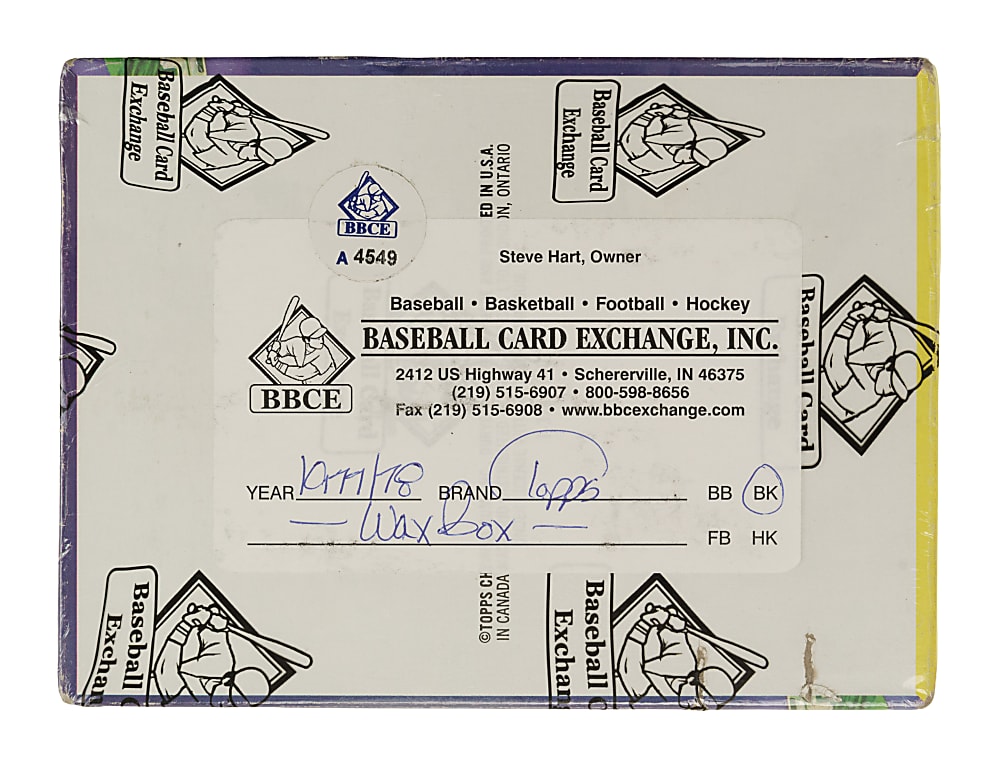 Baseball Card
Exchange
Baseball Card
Exchange
ED IN U.S.A.
ON, ONTARIO
BBCE
A 4549
Steve Hart, Owner
Baseball • Basketball • Football • Hockey
BASEBALL CARD EXCHANGE, INC.
2412 US Highway 41 • Schererville, IN 46375
(219) 515-6907 • 800-598-8656
Fax (219) 515-6908 • www.bbcexchange.com
BBCE
Baseball Card
YEAR 1977/78 BRAND Topps BB BK
— Wax Box — FB HK
©TOPPS CH
IN CANADA
Baseball C
Exchan
Baseball C
Exchan